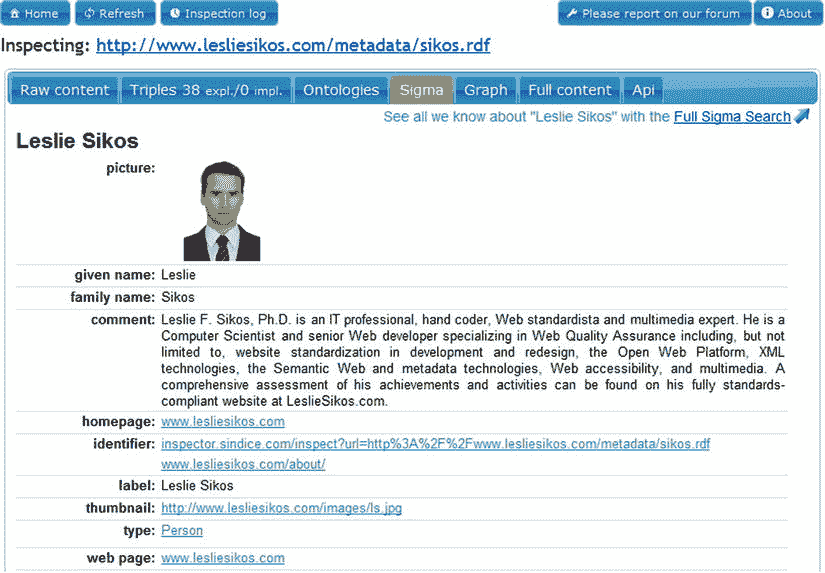 Home Refresh Inspection log Please report on our forum About
Inspecting: http://www.lesliesikos.com/metadata/sikos.rdf
Raw content Triples 38 expl./0 impl. Ontologies Sigma Graph Full content Api
See all we know about "Leslie Sikos" with the Full Sigma Search
Leslie Sikos
picture:
given name: Leslie
family name: Sikos
comment: Leslie F. Sikos, Ph.D. is an IT professional, hand coder, Web standardista and multimedia expert. He is a
Computer Scientist and senior Web developer specializing in Web Quality Assurance including, but not
limited to, website standardization in development and redesign, the Open Web Platform, XML
technologies, the Semantic Web and metadata technologies, Web accessibility, and multimedia. A
comprehensive assessment of his achievements and activities can be found on his fully standards-
compliant website at LeslieSikos.com.
homepage: www.lesliesikos.com
identifier: inspector.sindice.com/inspect?url=http%3A%2F%2Fwww.lesliesikos.com/metadata/sikos.rdf
www.lesliesikos.com/about/
label: Leslie Sikos
thumbnail: http://www.lesliesikos.com/images/ls.jpg
type: Person
web page: www.lesliesikos.com